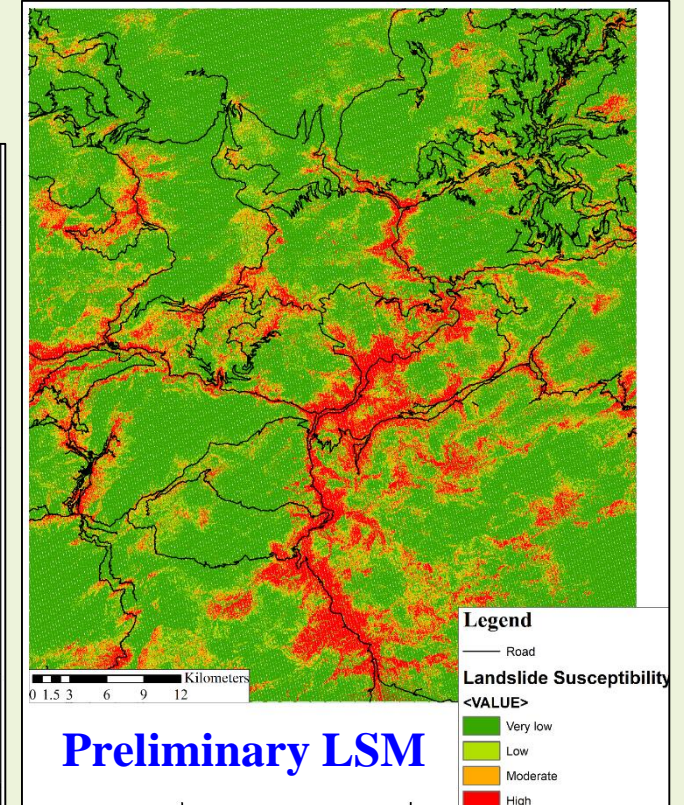 Legend
Road
Landslide Susceptibility
<VALUE>
Very low
Low
Moderate
High
Kilometers
0 1.5 3 6 9 12
Preliminary LSM